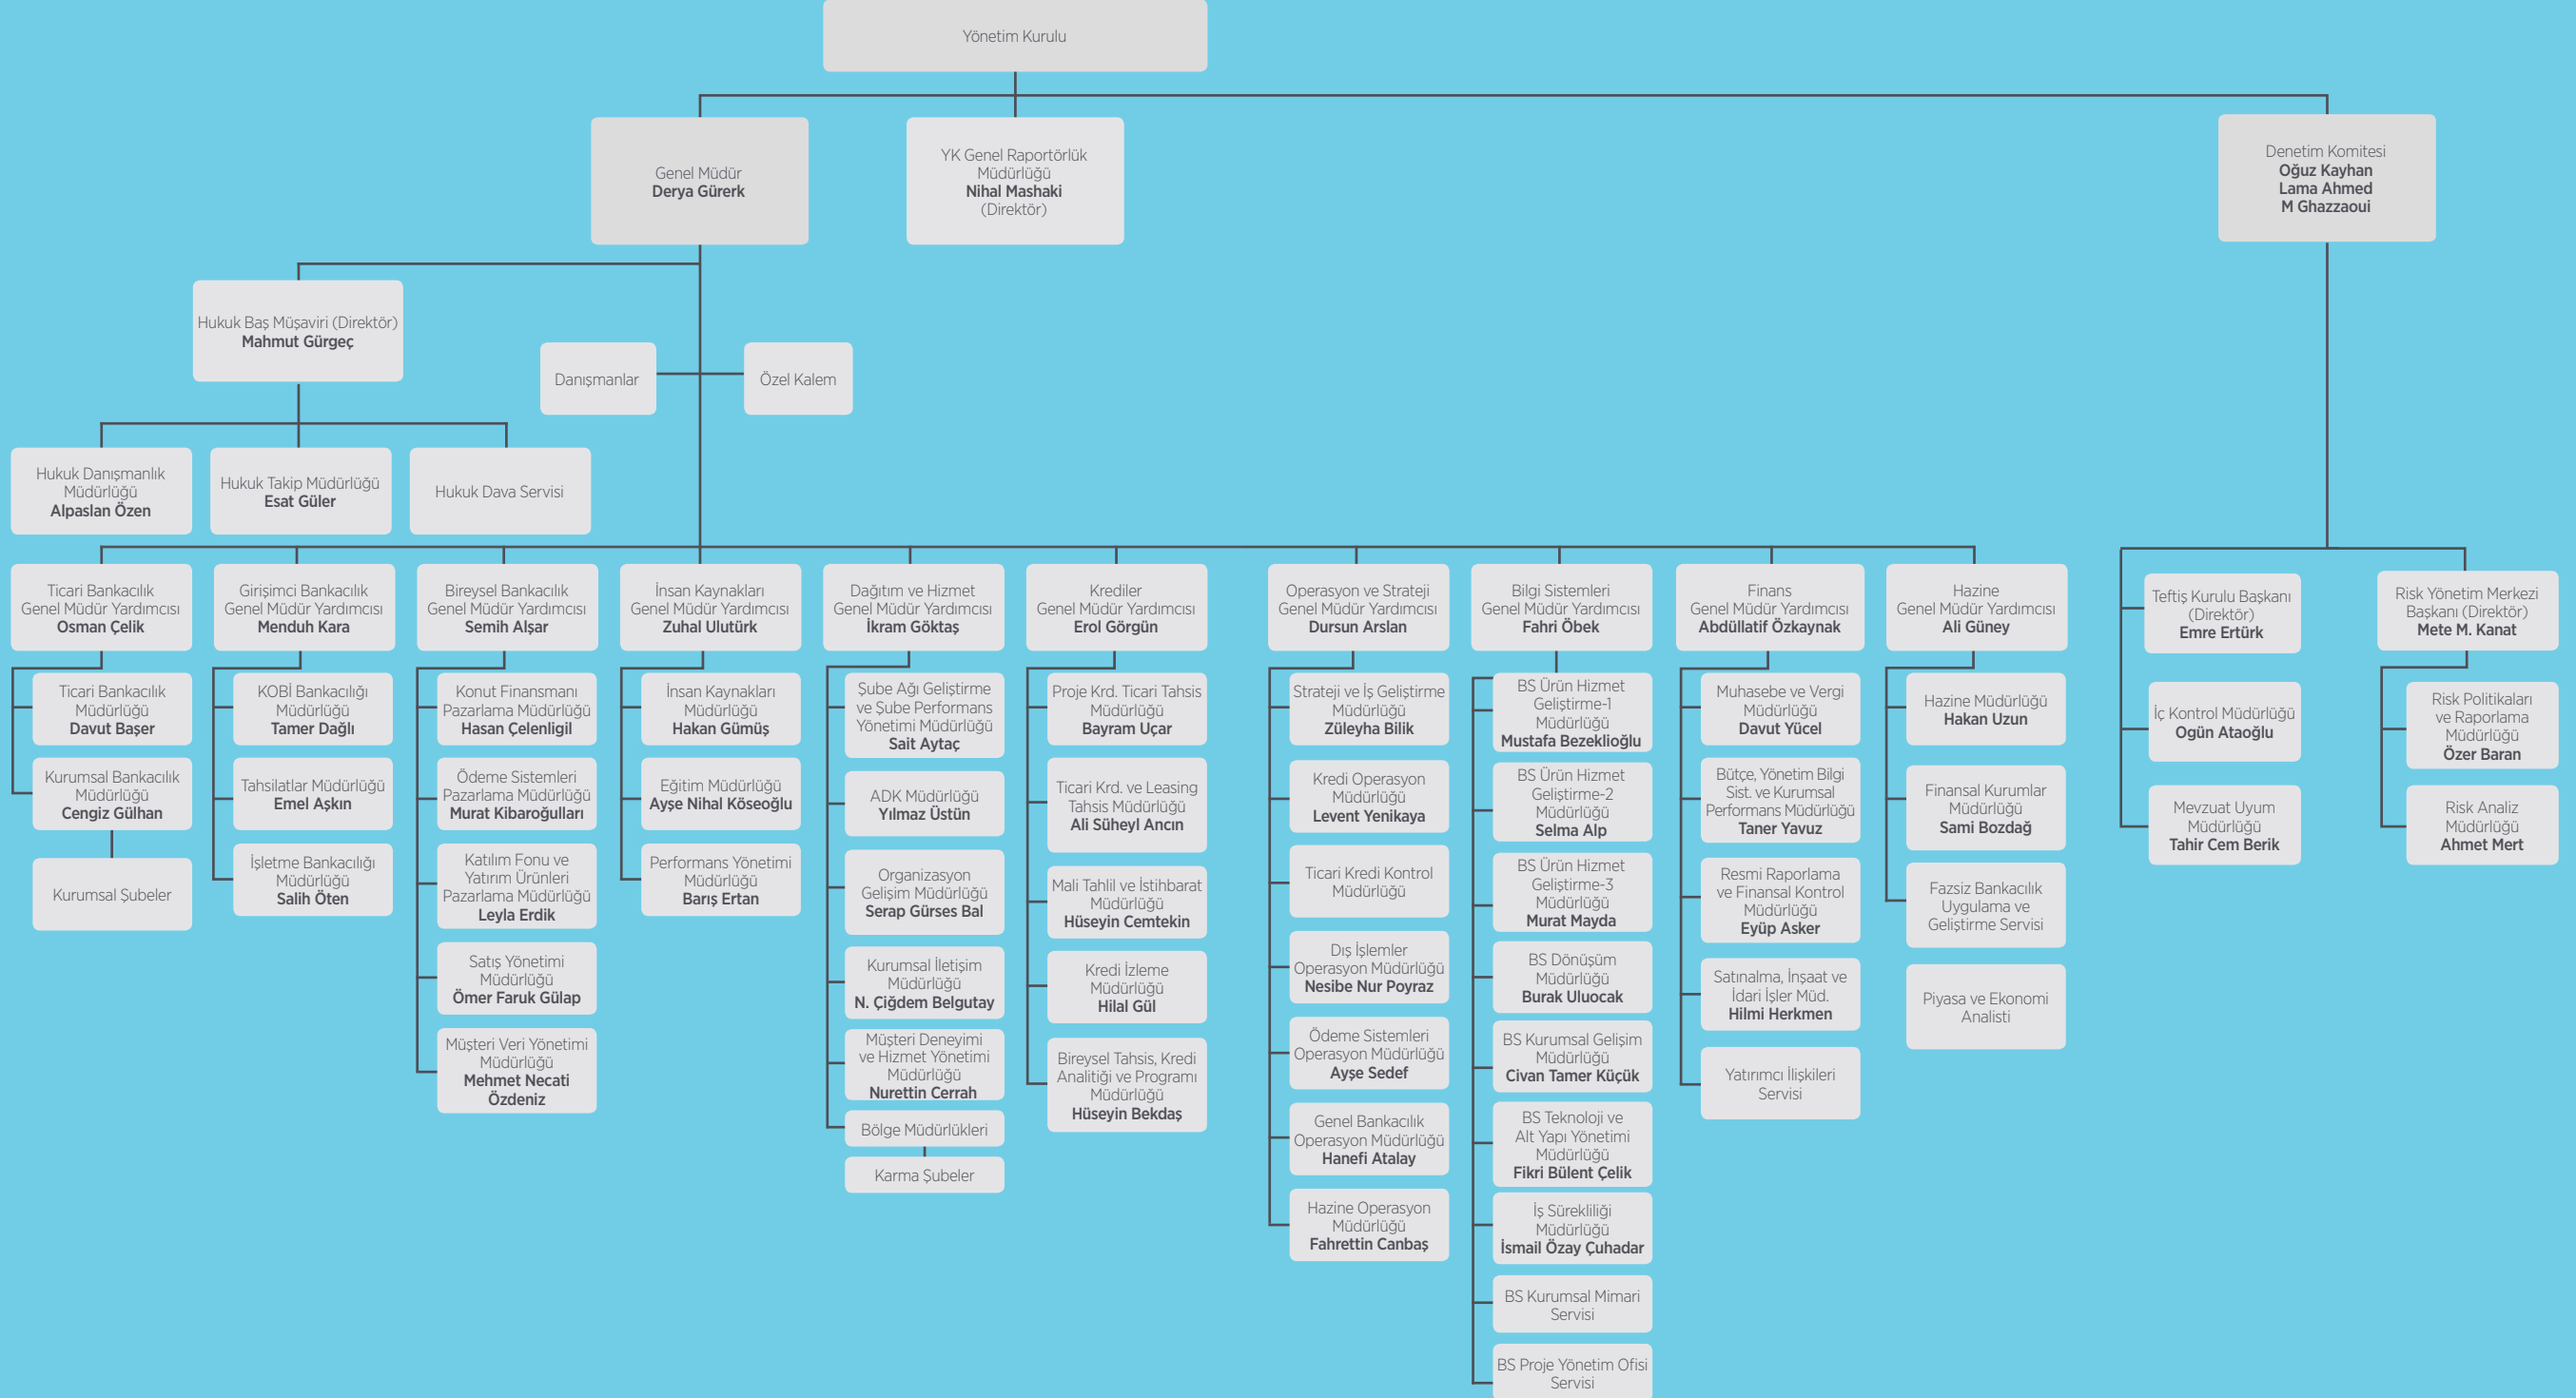 Yönetim Kurulu
Genel Müdür
Derya Gürerk
YK Genel Raportörlük
Müdürlüğü
Nihal Mashaki
(Direktör)
Denetim Komitesi
Oğuz Kayhan
Lama Ahmed
M Ghazzaoui
Hukuk Baş Müşaviri (Direktör)
Mahmut Gürgeç
Danışmanlar
Özel Kalem
Hukuk Danışmanlık
Müdürlüğü
Alpaslan Özen
Hukuk Takip Müdürlüğü
Esat Güler
Hukuk Dava Servisi
Ticari Bankacılık
Genel Müdür Yardımcısı
Osman Çelik
Ticari Bankacılık
Müdürlüğü
Davut Başer
Kurumsal Bankacılık
Müdürlüğü
Cengiz Gülhan
Kurumsal Şubeler
Girişimci Bankacılık
Genel Müdür Yardımcısı
Menduh Kara
KOBİ Bankacılığı
Müdürlüğü
Tamer Dağlı
Tahsilatlar Müdürlüğü
Emel Aşkın
İşletme Bankacılığı
Müdürlüğü
Salih Öten
Bireysel Bankacılık
Genel Müdür Yardımcısı
Semih Alşar
Konut Finansmanı
Pazarlama Müdürlüğü
Hasan Çelenligil
Ödeme Sistemleri
Pazarlama Müdürlüğü
Murat Kibaroğulları
Katılım Fonu ve
Yatırım Ürünleri
Pazarlama Müdürlüğü
Leyla Erdik
Satış Yönetimi
Müdürlüğü
Ömer Faruk Gülap
Müşteri Veri Yönetimi
Müdürlüğü
Mehmet Necati
Özdeniz
İnsan Kaynakları
Genel Müdür Yardımcısı
Zuhal Ulutürk
İnsan Kaynakları
Müdürlüğü
Hakan Gümüş
Eğitim Müdürlüğü
Ayşe Nihal Köseoğlu
Performans Yönetimi
Müdürlüğü
Barış Ertan
Dağıtım ve Hizmet
Genel Müdür Yardımcısı
İkram Göktaş
Şube Ağı Geliştirme
ve Şube Performans
Yönetimi Müdürlüğü
Sait Aytaç
ADK Müdürlüğü
Yılmaz Üstün
Organizasyon
Gelişim Müdürlüğü
Serap Gürses Bal
Kurumsal İletişim
Müdürlüğü
N. Çiğdem Belgutay
Müşteri Deneyimi
ve Hizmet Yönetimi
Müdürlüğü
Nurettin Cerrah
Bölge Müdürlükleri
Karma Şubeler
Krediler
Genel Müdür Yardımcısı
Erol Görgün
Proje Krd. Ticari Tahsis
Müdürlüğü
Bayram Uçar
Ticari Krd. ve Leasing
Tahsis Müdürlüğü
Ali Süheyl Ancın
Mali Tahlil ve İstihbarat
Müdürlüğü
Hüseyin Cemtekin
Kredi İzleme
Müdürlüğü
Hilal Gül
Bireysel Tahsis, Kredi
Analitiği ve Programı
Müdürlüğü
Hüseyin Bekdaş
Operasyon ve Strateji
Genel Müdür Yardımcısı
Dursun Arslan
Strateji ve İş Geliştirme
Müdürlüğü
Züleyha Bilik
Kredi Operasyon
Müdürlüğü
Levent Yenikaya
Ticari Kredi Kontrol
Müdürlüğü
Dış İşlemler
Operasyon Müdürlüğü
Nesibe Nur Poyraz
Ödeme Sistemleri
Operasyon Müdürlüğü
Ayşe Sedef
Genel Bankacılık
Operasyon Müdürlüğü
Hanefi Atalay
Hazine Operasyon
Müdürlüğü
Fahrettin Canbaş
Bilgi Sistemleri
Genel Müdür Yardımcısı
Fahri Öbek
BS Ürün Hizmet
Geliştirme-1
Müdürlüğü
Mustafa Bezeklioğlu
BS Ürün Hizmet
Geliştirme-2
Müdürlüğü
Selma Alp
BS Ürün Hizmet
Geliştirme-3
Müdürlüğü
Murat Mayda
BS Dönüşüm
Müdürlüğü
Burak Uluocak
BS Kurumsal Gelişim
Müdürlüğü
Civan Tamer Küçük
BS Teknoloji ve
Alt Yapı Yönetimi
Müdürlüğü
Fikri Bülent Çelik
İş Sürekliliği
Müdürlüğü
İsmail Özay Çuhadar
BS Kurumsal Mimari
Servisi
BS Proje Yönetim Ofisi
Servisi
Finans
Genel Müdür Yardımcısı
Abdüllatif Özkaynak
Muhasebe ve Vergi
Müdürlüğü
Davut Yücel
Bütçe, Yönetim Bilgi
Sist. ve Kurumsal
Performans Müdürlüğü
Taner Yavuz
Resmi Raporlama
ve Finansal Kontrol
Müdürlüğü
Eyüp Asker
Satınalma, İnşaat ve
İdari İşler Müd.
Hilmi Herkmen
Yatırımcı İlişkileri
Servisi
Hazine
Genel Müdür Yardımcısı
Ali Güney
Hazine Müdürlüğü
Hakan Uzun
Finansal Kurumlar
Müdürlüğü
Sami Bozdağ
Fazsiz Bankacılık
Uygulama ve
Geliştirme Servisi
Piyasa ve Ekonomi
Analisti
Teftiş Kurulu Başkanı
(Direktör)
Emre Ertürk
İç Kontrol Müdürlüğü
Ogün Ataoğlu
Mevzuat Uyum
Müdürlüğü
Tahir Cem Berik
Risk Yönetim Merkezi
Başkanı (Direktör)
Mete M. Kanat
Risk Politikaları
ve Raporlama
Müdürlüğü
Özer Baran
Risk Analiz
Müdürlüğü
Ahmet Mert